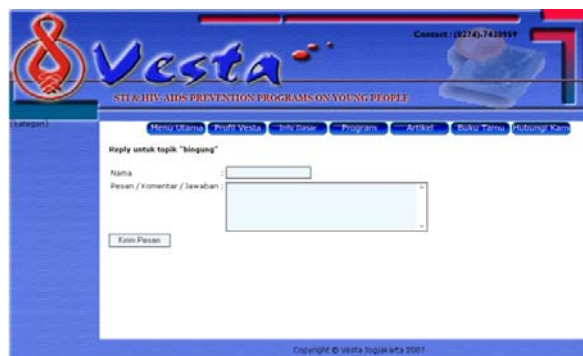 Contact : (0274)-7430959
Vesta
STI & HIV-AIDS PREVENTION PROGRAMS ON YOUNG PEOPLE
(kategori)
Menu Utama Profil Vesta Info Dasar Program Artikel Buku Tamu Hubungi Kami
Reply untuk topik "bingung"
Nama :
Pesan / Komentar / Jawaban :
Kirim Pesan
Copyright © Vesta Jogjakarta 2007